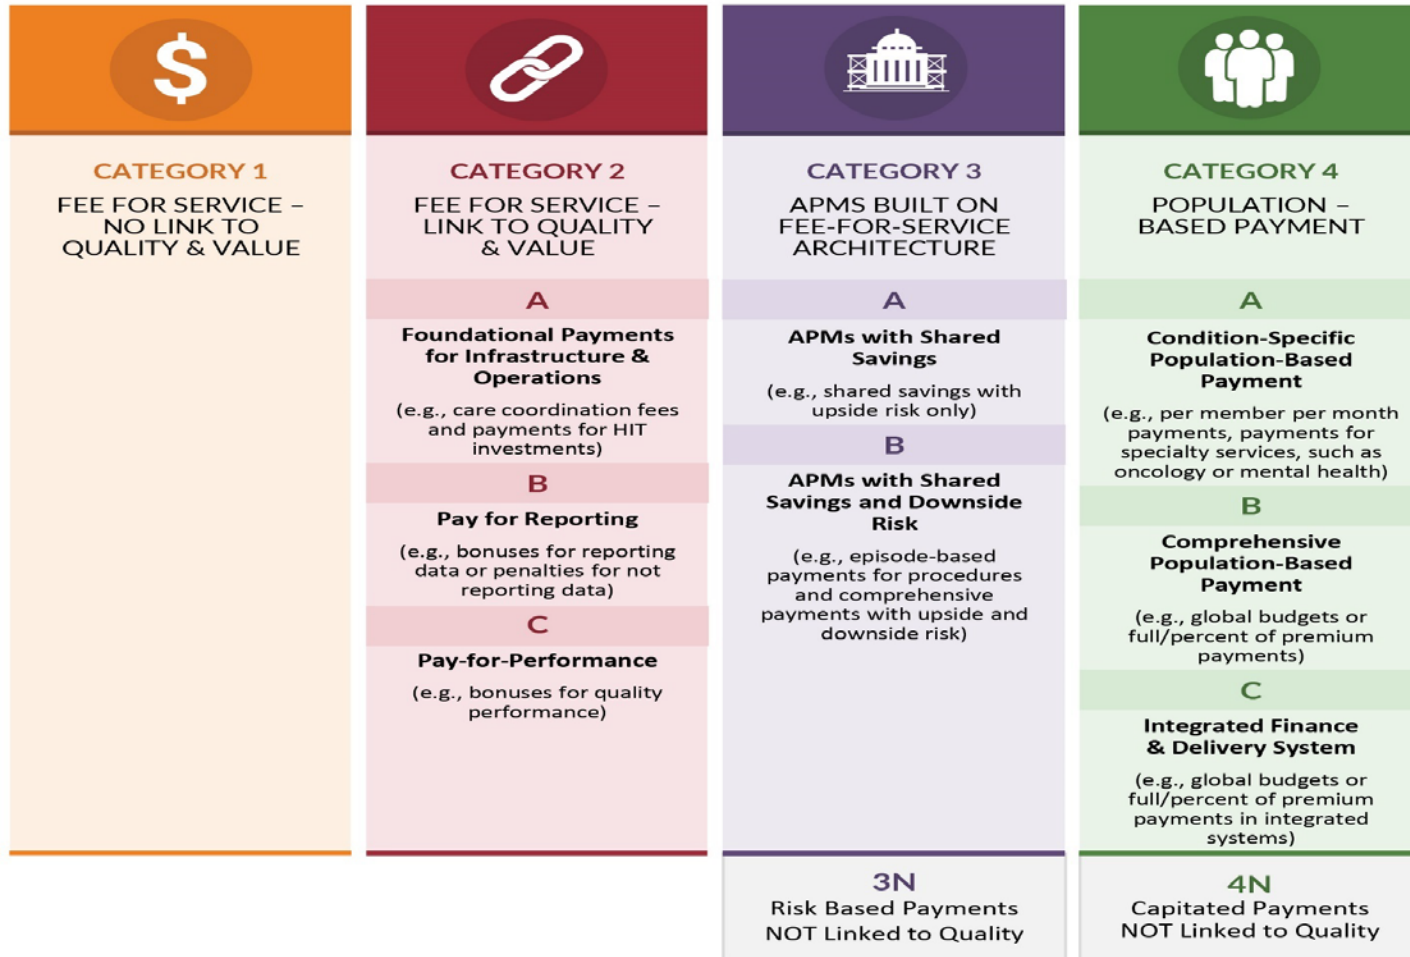 $
CATEGORY 1
FEE FOR SERVICE –
NO LINK TO
QUALITY & VALUE
CATEGORY 2
FEE FOR SERVICE –
LINK TO QUALITY
& VALUE
A
Foundational Payments
for Infrastructure &
Operations
(e.g., care coordination fees
and payments for HIT
investments)
B
Pay for Reporting
(e.g., bonuses for reporting
data or penalties for not
reporting data)
C
Pay-for-Performance
(e.g., bonuses for quality
performance)
CATEGORY 3
APMS BUILT ON
FEE-FOR-SERVICE
ARCHITECTURE
A
APMs with Shared
Savings
(e.g., shared savings with
upside risk only)
B
APMs with Shared
Savings and Downside
Risk
(e.g., episode-based
payments for procedures
and comprehensive
payments with upside and
downside risk)
3N
Risk Based Payments
NOT Linked to Quality
CATEGORY 4
POPULATION –
BASED PAYMENT
A
Condition-Specific
Population-Based
Payment
(e.g., per member per month
payments, payments for
specialty services, such as
oncology or mental health)
B
Comprehensive
Population-Based
Payment
(e.g., global budgets or
full/percent of premium
payments)
C
Integrated Finance
& Delivery System
(e.g., global budgets or
full/percent of premium
payments in integrated
systems)
4N
Capitated Payments
NOT Linked to Quality